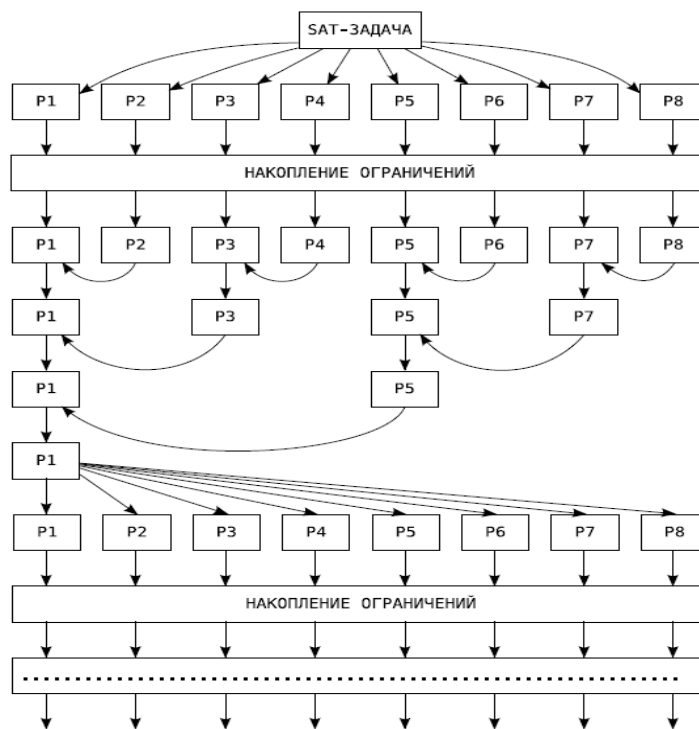 SAT-ЗАДАЧА
P1 P2 P3 P4 P5 P6 P7 P8
НАКОПЛЕНИЕ ОГРАНИЧЕНИЙ
P1 P2 P3 P4 P5 P6 P7 P8
P1 P3 P5 P7
P1 P5
P1
P1 P2 P3 P4 P5 P6 P7 P8
НАКОПЛЕНИЕ ОГРАНИЧЕНИЙ